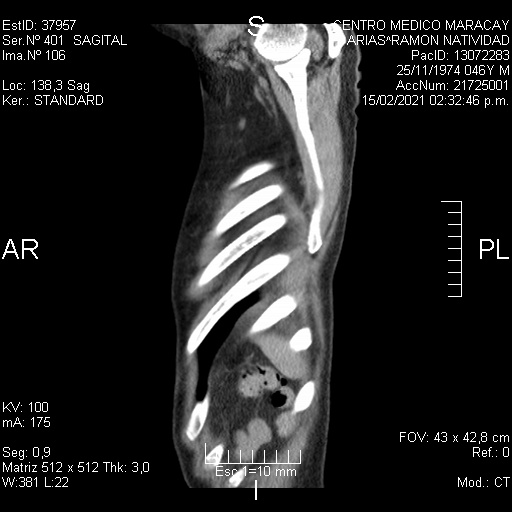 EstID: 37957
Ser.Nº 401 SAGITAL
Ima.Nº 106
Loc: 138,3 Sag
Ker.: STANDARD
S
CENTRO MEDICO MARACAY
ARIAS^RAMON NATIVIDAD
PacID: 13072283
25/11/1974 046Y M
AccNum: 21725001
15/02/2021 02:32:46 p.m.
AR
PL
KV: 100
mA: 175
Seg: 0,9
Matriz 512 x 512 Thk: 3,0
W:381 L:22
Esc 1=10 mm
I
FOV: 43 x 42,8 cm
Ref.: 0
Mod.: CT